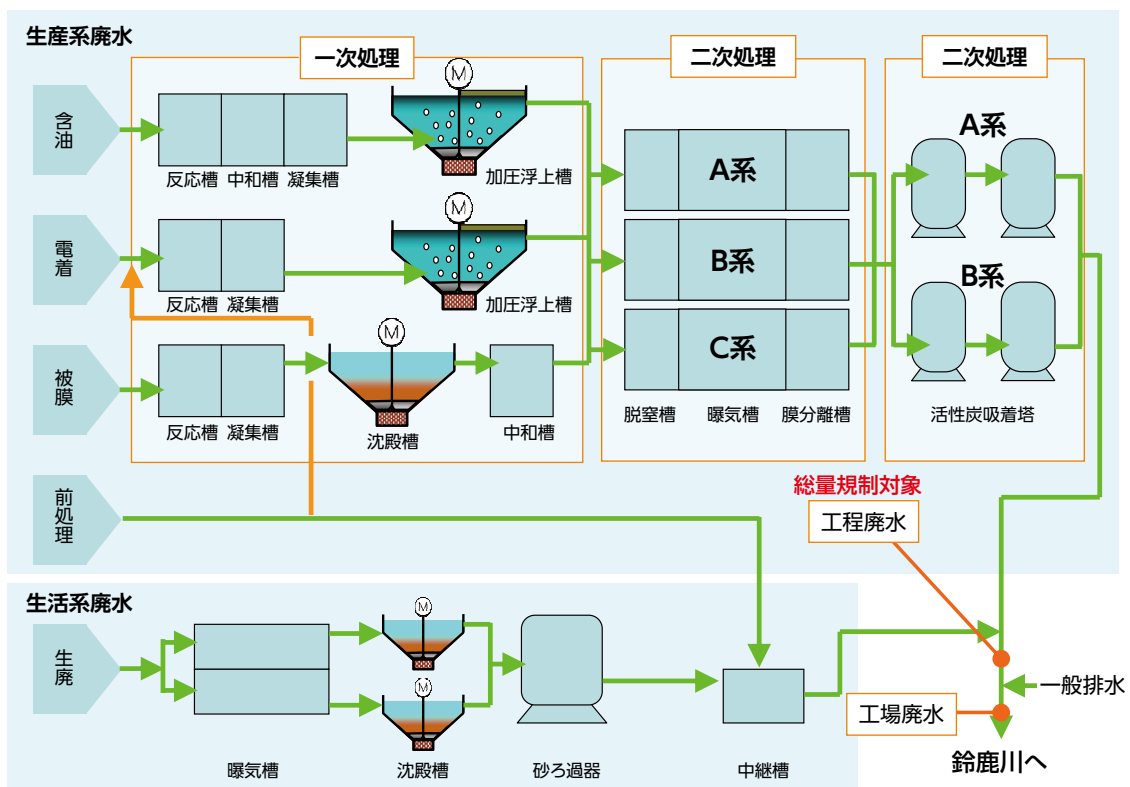 生産系廃水
一次処理
二次処理
二次処理
含油
反応槽 中和槽 凝集槽
M
加圧浮上槽
電着
反応槽 凝集槽
M
加圧浮上槽
被膜
反応槽 凝集槽
M
沈殿槽
中和槽
A系
B系
C系
脱窒槽 曝気槽 膜分離槽
A系
B系
活性炭吸着塔
前処理
総量規制対象
工程廃水
生活系廃水
生廃
曝気槽
M
M
沈殿槽
砂ろ過器
中継槽
一般排水
工場廃水
鈴鹿川へ